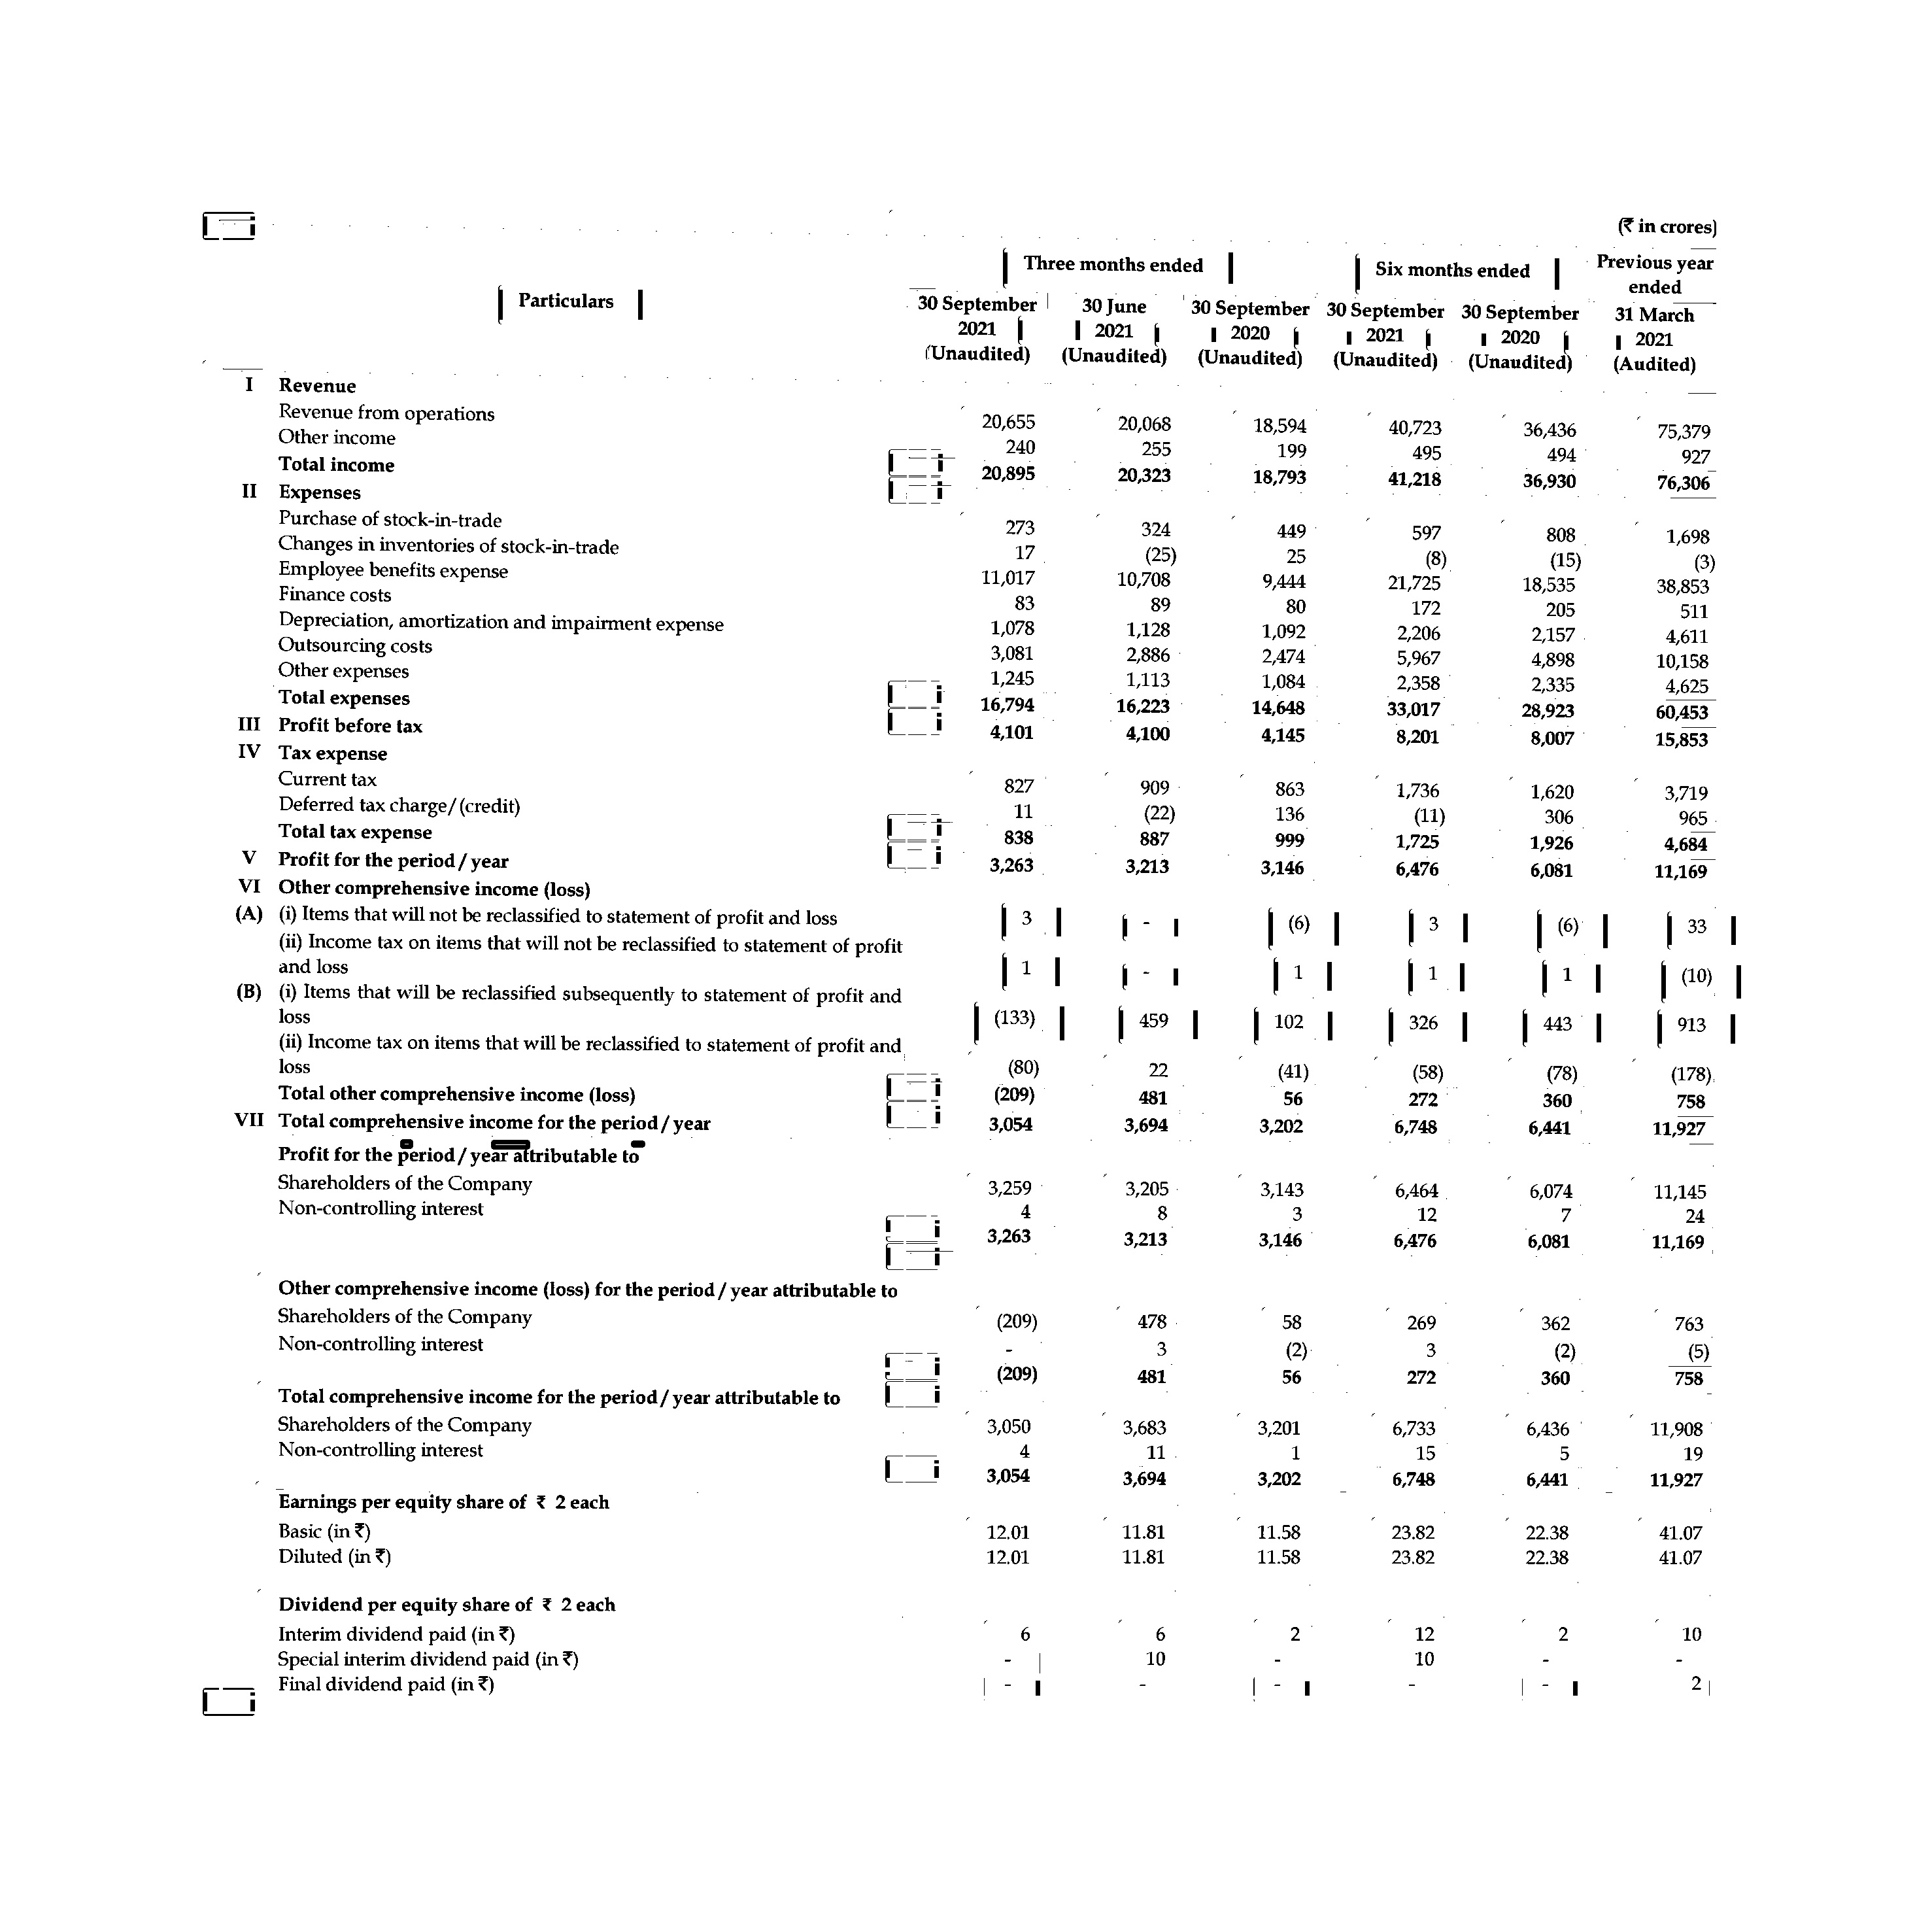 (₹ in crores)
Particulars Three months ended Six months ended Previous year ended
30 September 2021 (Unaudited) 30 June 2021 (Unaudited) 30 September 2020 (Unaudited) 30 September 2021 (Unaudited) 30 September 2020 (Unaudited) 31 March 2021 (Audited)
I Revenue
Revenue from operations 20,655 20,068 18,594 40,723 36,436 75,379
Other income 240 255 199 495 494 927
Total income 20,895 20,323 18,793 41,218 36,930 76,306
II Expenses
Purchase of stock-in-trade 273 324 449 597 808 1,698
Changes in inventories of stock-in-trade 17 (25) 25 (8) (15) (3)
Employee benefits expense 11,017 10,708 9,444 21,725 18,535 38,853
Finance costs 83 89 80 172 205 511
Depreciation, amortization and impairment expense 1,078 1,128 1,092 2,206 2,157 4,611
Outsourcing costs 3,081 2,886 2,474 5,967 4,898 10,158
Other expenses 1,245 1,113 1,084 2,358 2,335 4,625
Total expenses 16,794 16,223 14,648 33,017 28,923 60,453
III Profit before tax 4,101 4,100 4,145 8,201 8,007 15,853
IV Tax expense
Current tax 827 909 863 1,736 1,620 3,719
Deferred tax charge/(credit) 11 (22) 136 (11) 306 965
Total tax expense 838 887 999 1,725 1,926 4,684
V Profit for the period/year 3,263 3,213 3,146 6,476 6,081 11,169
VI Other comprehensive income (loss)
(A) (i) Items that will not be reclassified to statement of profit and loss 3 - (6) 3 (6) 33
(ii) Income tax on items that will not be reclassified to statement of profit
and loss 1 - 1 1 1 (10)
(B) (i) Items that will be reclassified subsequently to statement of profit and
loss (133) 459 102 326 443 913
(ii) Income tax on items that will be reclassified to statement of profit and
loss (80) 22 (41) (58) (78) (178)
Total other comprehensive income (loss) (209) 481 56 272 360 758
VII Total comprehensive income for the period/year 3,054 3,694 3,202 6,748 6,441 11,927
Profit for the period/year attributable to
Shareholders of the Company 3,259 3,205 3,143 6,464 6,074 11,145
Non-controlling interest 4 8 3 12 7 24
3,263 3,213 3,146 6,476 6,081 11,169
Other comprehensive income (loss) for the period/year attributable to
Shareholders of the Company (209) 478 58 269 362 763
Non-controlling interest - 3 (2) 3 (2) (5)
(209) 481 56 272 360 758
Total comprehensive income for the period/year attributable to
Shareholders of the Company 3,050 3,683 3,201 6,733 6,436 11,908
Non-controlling interest 4 11 1 15 5 19
3,054 3,694 3,202 6,748 6,441 11,927
Earnings per equity share of ₹ 2 each
Basic (in ₹) 12.01 11.81 11.58 23.82 22.38 41.07
Diluted (in ₹) 12.01 11.81 11.58 23.82 22.38 41.07
Dividend per equity share of ₹ 2 each
Interim dividend paid (in ₹) 6 6 2 12 2 10
Special interim dividend paid (in ₹) - 10 - 10 - -
Final dividend paid (in ₹) - - - - - 2